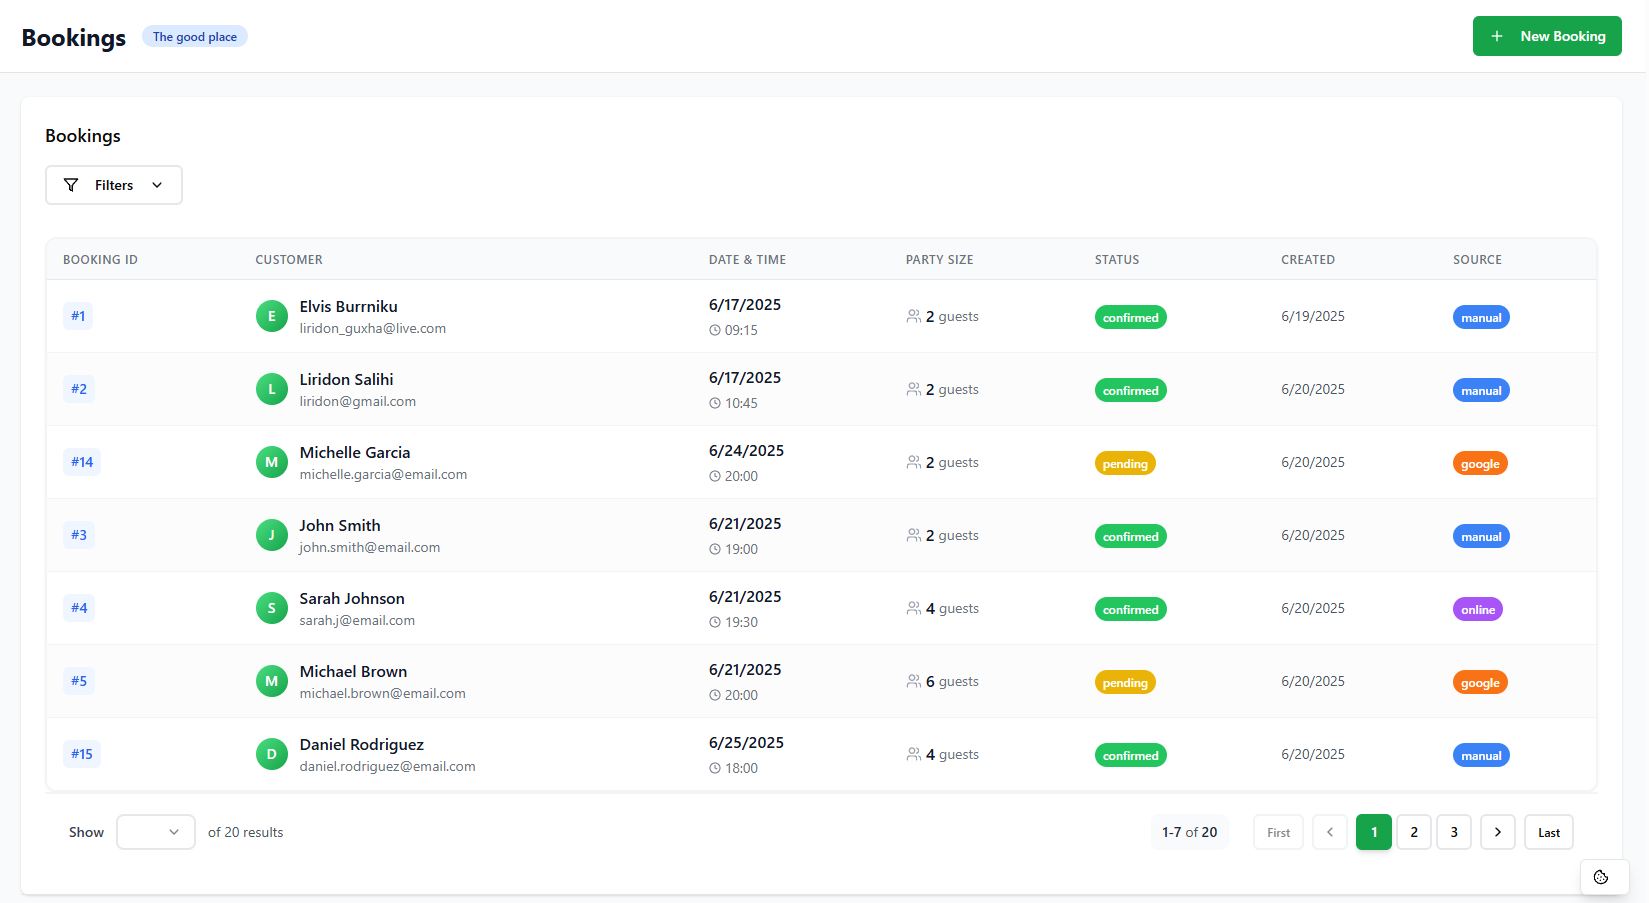 Bookings The good place
New Booking
Bookings
Filters
BOOKING ID CUSTOMER DATE & TIME PARTY SIZE STATUS CREATED SOURCE
#1 E Elvis Burrniku 6/17/2025 2 guests confirmed 6/19/2025 manual
liridon_guxha@live.com 09:15
#2 L Liridon Salihi 6/17/2025 2 guests confirmed 6/20/2025 manual
liridon@gmail.com 10:45
#14 M Michelle Garcia 6/24/2025 2 guests pending 6/20/2025 google
michelle.garcia@email.com 20:00
#3 J John Smith 6/21/2025 2 guests confirmed 6/20/2025 manual
john.smith@email.com 19:00
#4 S Sarah Johnson 6/21/2025 4 guests confirmed 6/20/2025 online
sarah.j@email.com 19:30
#5 M Michael Brown 6/21/2025 6 guests pending 6/20/2025 google
michael.brown@email.com 20:00
#15 D Daniel Rodriguez 6/25/2025 4 guests confirmed 6/20/2025 manual
daniel.rodriguez@email.com 18:00
Show of 20 results 1-7 of 20 First 1 2 3 Last